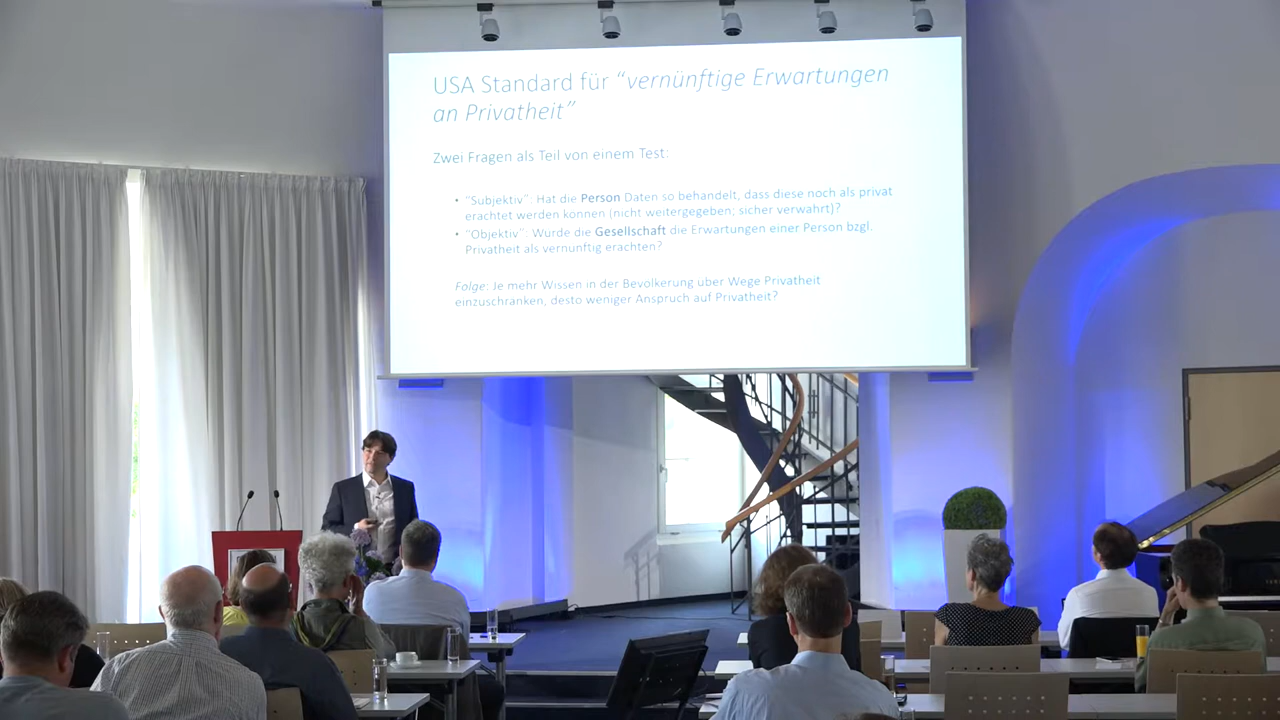 USA Standard für “vernünftige Erwartungen
an Privatheit”
Zwei Fragen als Teil von einem Test:
• “Subjektiv”: Hat die Person Daten so behandelt, dass diese noch als privat
erachtet werden können (nicht weitergegeben; sicher verwahrt)?
• “Objektiv”: Würde die Gesellschaft die Erwartungen einer Person bzgl.
Privatheit als vernünftig erachten?
Folge: Je mehr Wissen in der Bevölkerung über Wege Privatheit
einzuschränken, desto weniger Anspruch auf Privatheit?